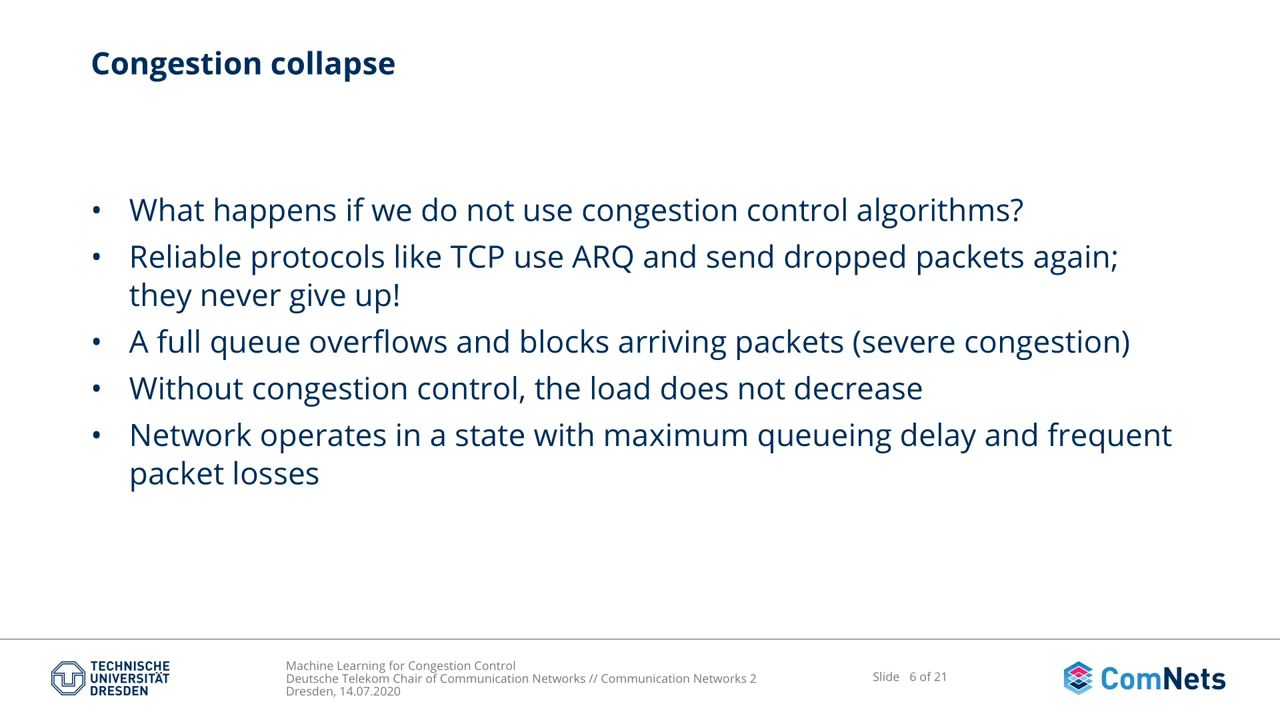 Congestion collapse
• What happens if we do not use congestion control algorithms?
• Reliable protocols like TCP use ARQ and send dropped packets again;
they never give up!
• A full queue overflows and blocks arriving packets (severe congestion)
• Without congestion control, the load does not decrease
• Network operates in a state with maximum queueing delay and frequent
packet losses
TECHNISCHE
UNIVERSITÄT
DRESDEN
Machine Learning for Congestion Control
Deutsche Telekom Chair of Communication Networks // Communication Networks 2
Dresden, 14.07.2020
Slide 6 of 21
ComNets